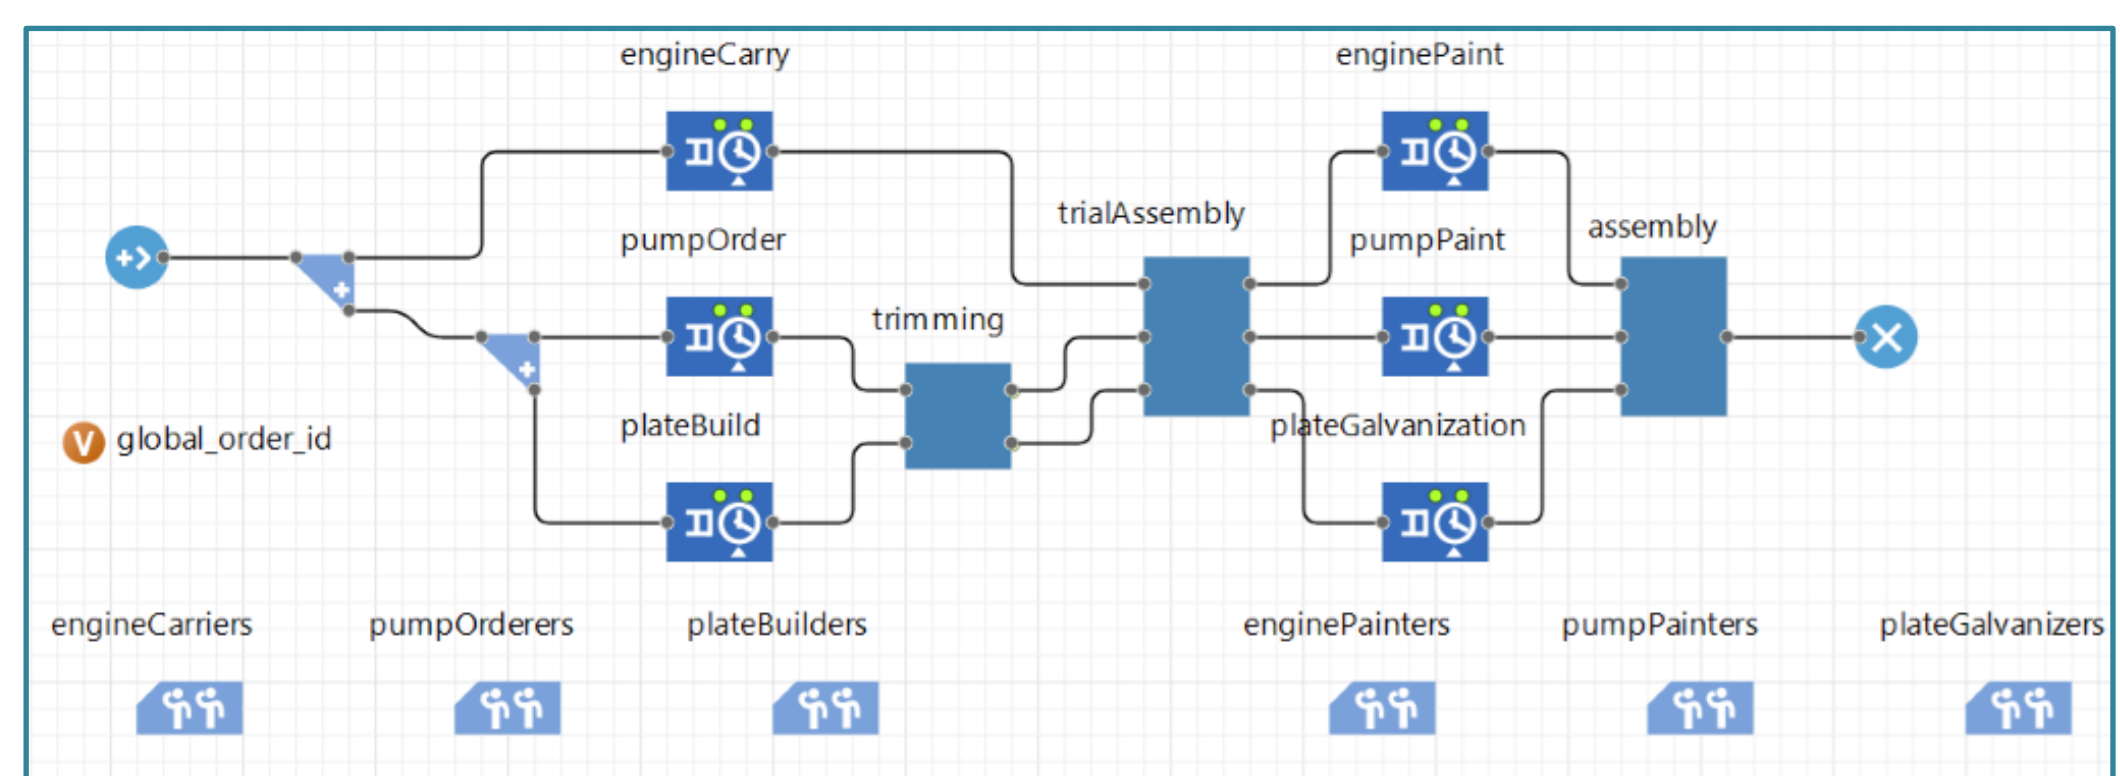 engineCarry
enginePaint
trialAssembly
pumpOrder
pumpPaint
assembly
trimming
plateBuild
plateGalvanization
V
global_order_id
engineCarriers
pumpOrderers
plateBuilders
enginePainters
pumpPainters
plateGalvanizers